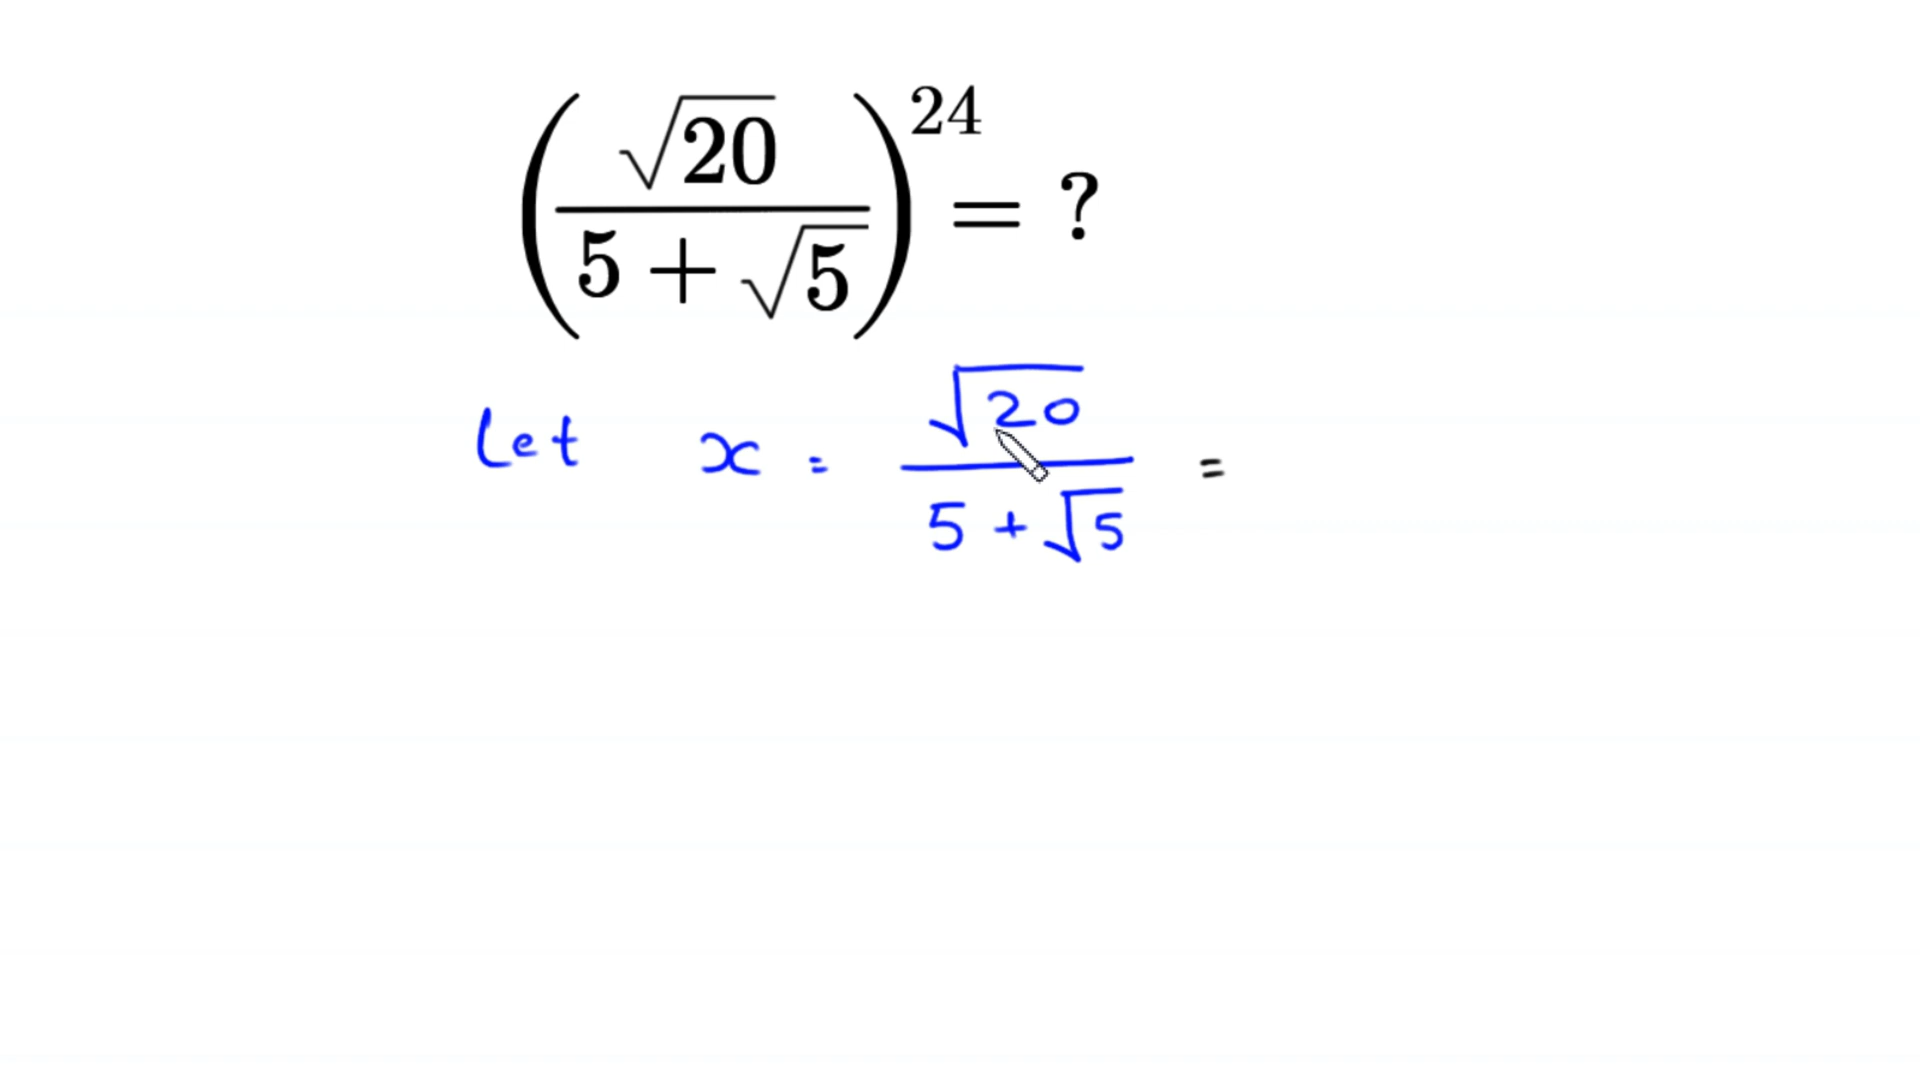 (√20 / (5 + √5))^24 = ?
Let x = √20 / (5 + √5) =